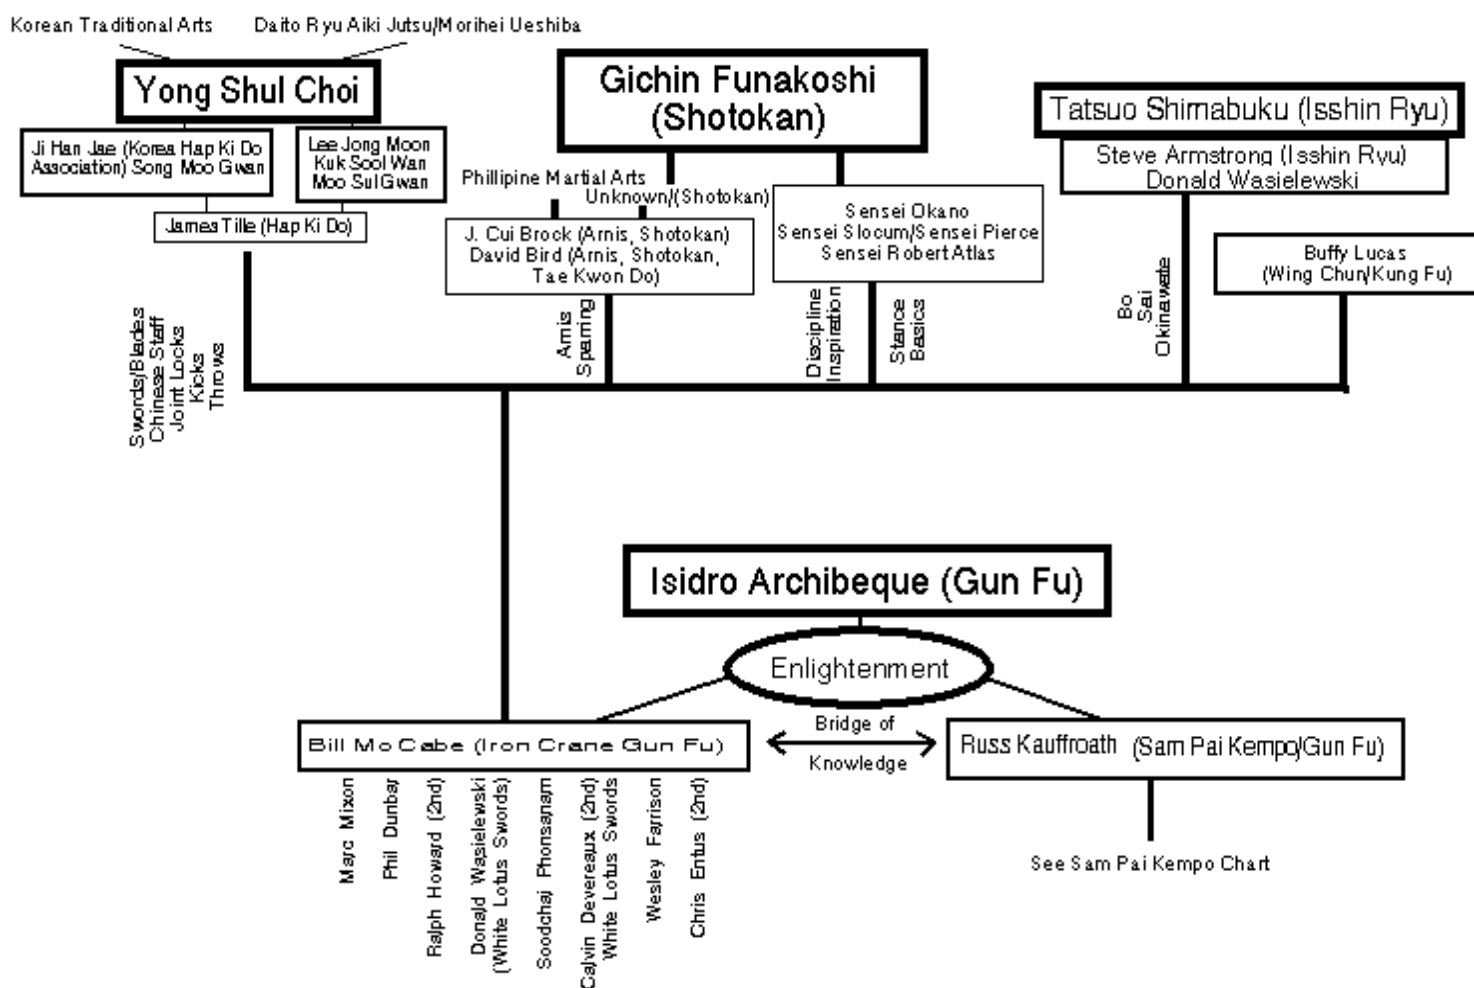 Korean Traditional Arts
Daito Ryu Aiki Jutsu/Morihei Ueshiba
Yong Shul Choi
Gichin Funakoshi
(Shotokan)
Tatsuo Shimabuku (Isshin Ryu)
Ji Han Jae (Korea Hap Ki Do
Association) Song Moo Gwan
Lee Jong Moon
Kuk Sool Wan
Moo Sul Gwan
James Tille (Hap Ki Do)
Phillipine Martial Arts
Unknown/(Shotokan)
J. Cui Brock (Arnis, Shotokan)
David Bird (Arnis, Shotokan,
Tae Kwon Do)
Sensei Okano
Sensei Slocum/Sensei Pierce
Sensei Robert Atlas
Steve Armstrong (Isshin Ryu)
Donald Wasielewski
Buffy Lucas
(Wing Chun/Kung Fu)
Swords/Blades
Chinese Staff
Joint Locks
Kicks
Throws
Arnis
Sparring
Discipline
Inspiration
Stance
Basics
Bo
Sai
Okinawate
Isidro Archibeque (Gun Fu)
Enlightenment
Bill Mo Cabe (Iron Crane Gun Fu)
Bridge of
Knowledge
Russ Kauffroath (Sam Pai Kempo/Gun Fu)
Marc Mixon
Phil Dunbar
Ralph Howard (2nd)
Donald Wasielewski
(White Lotus Swords)
Soodchai Phonsanam
Calvin Devereaux (2nd)
White Lotus Swords
Wesley Farrison
Chris Entus (2nd)
See Sam Pai Kempo Chart